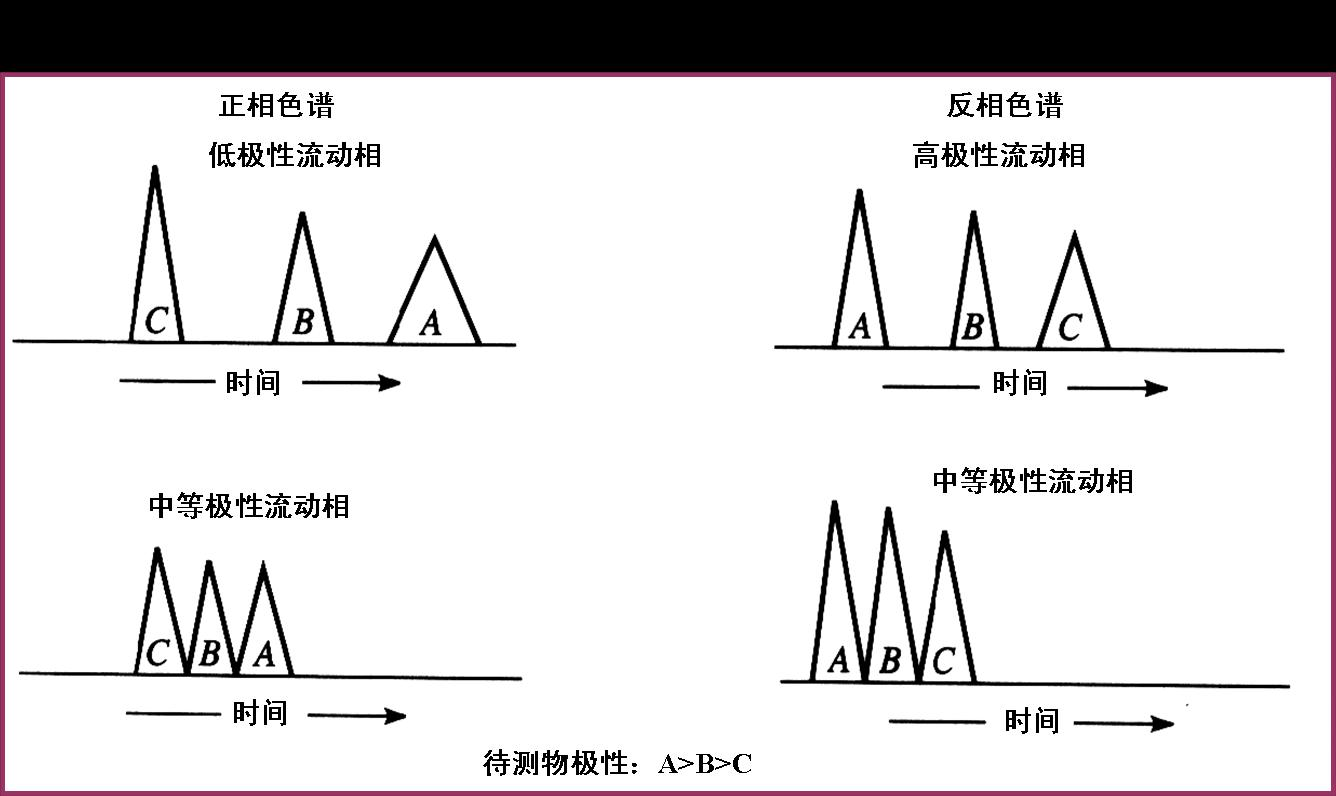 正相色谱
低极性流动相
C B A
时间
反相色谱
高极性流动相
A B C
时间
中等极性流动相
C B A
时间
中等极性流动相
A B C
时间
待测物极性：A>B>C